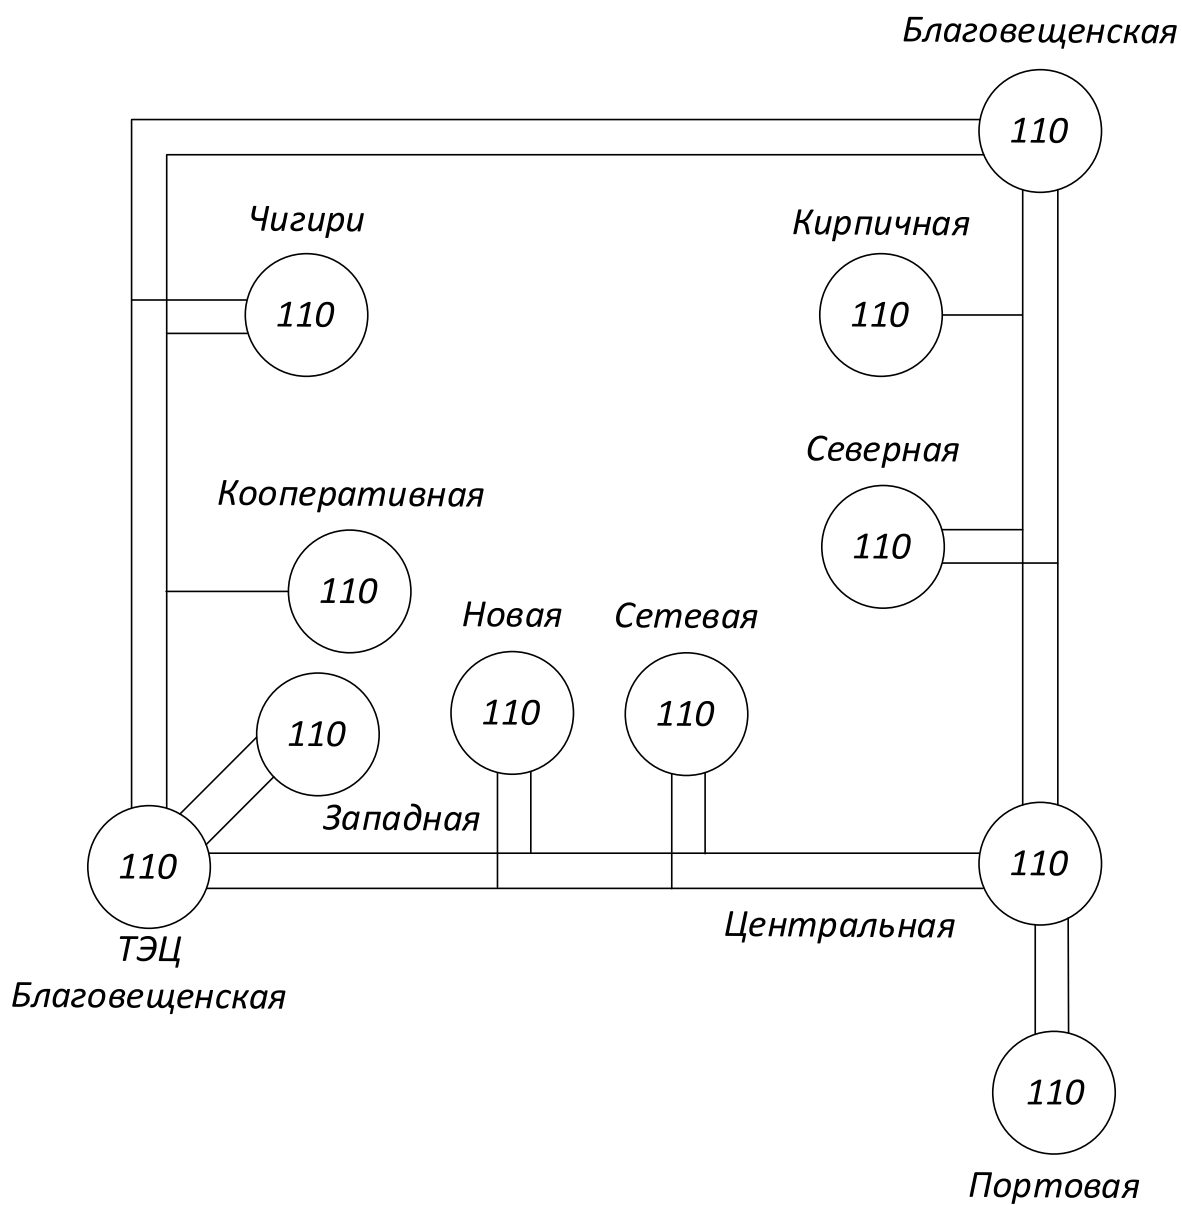 Благовещенская
110
Чигири
110
Кирпичная
110
Северная
110
Кооперативная
110
Новая
110
Сетевая
110
110
Западная
110
ТЭЦ
Благовещенская
110
Центральная
110
Портовая